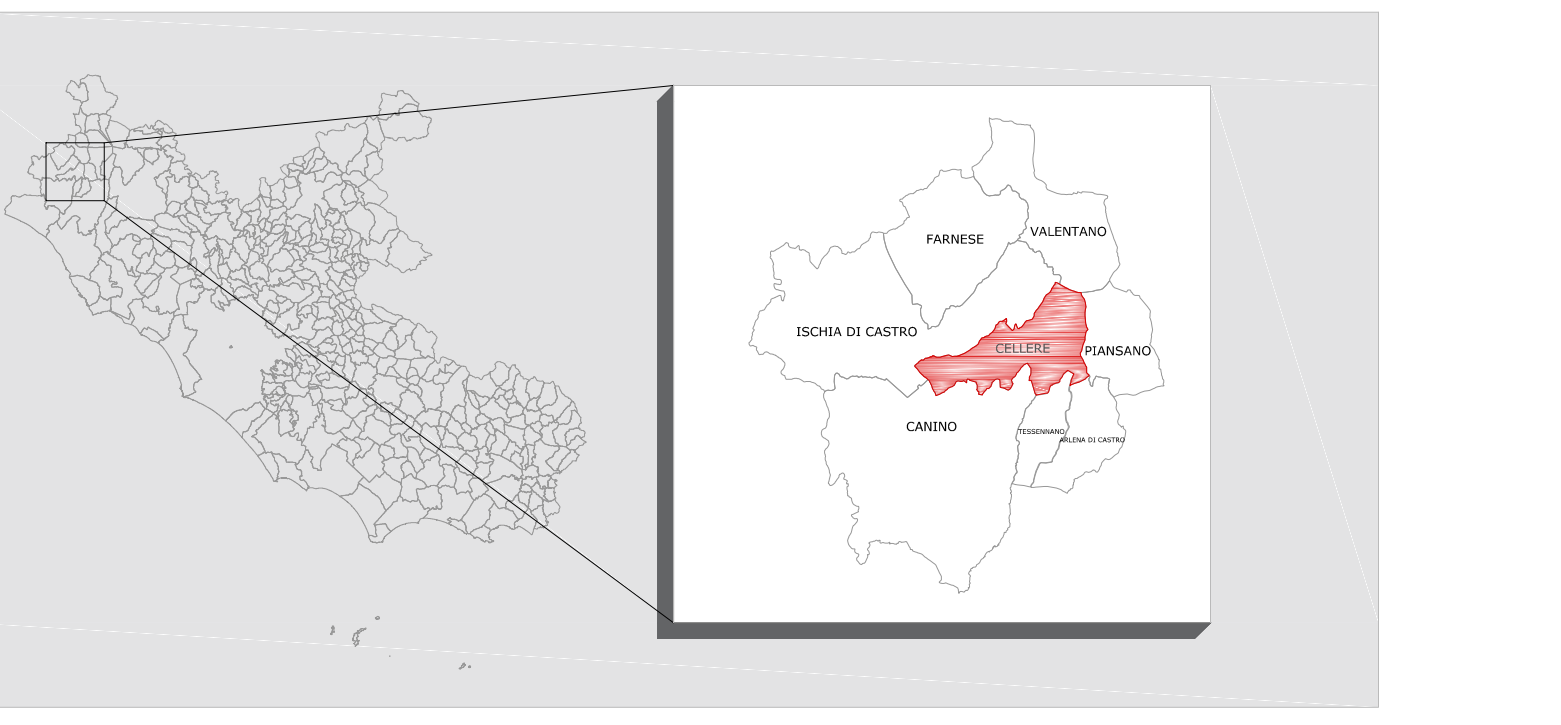 VALENTANO
FARNESE
ISCHIA DI CASTRO
CELLERE
PIANSANO
CANINO
TESSENNANO
ARLENA DI CASTRO